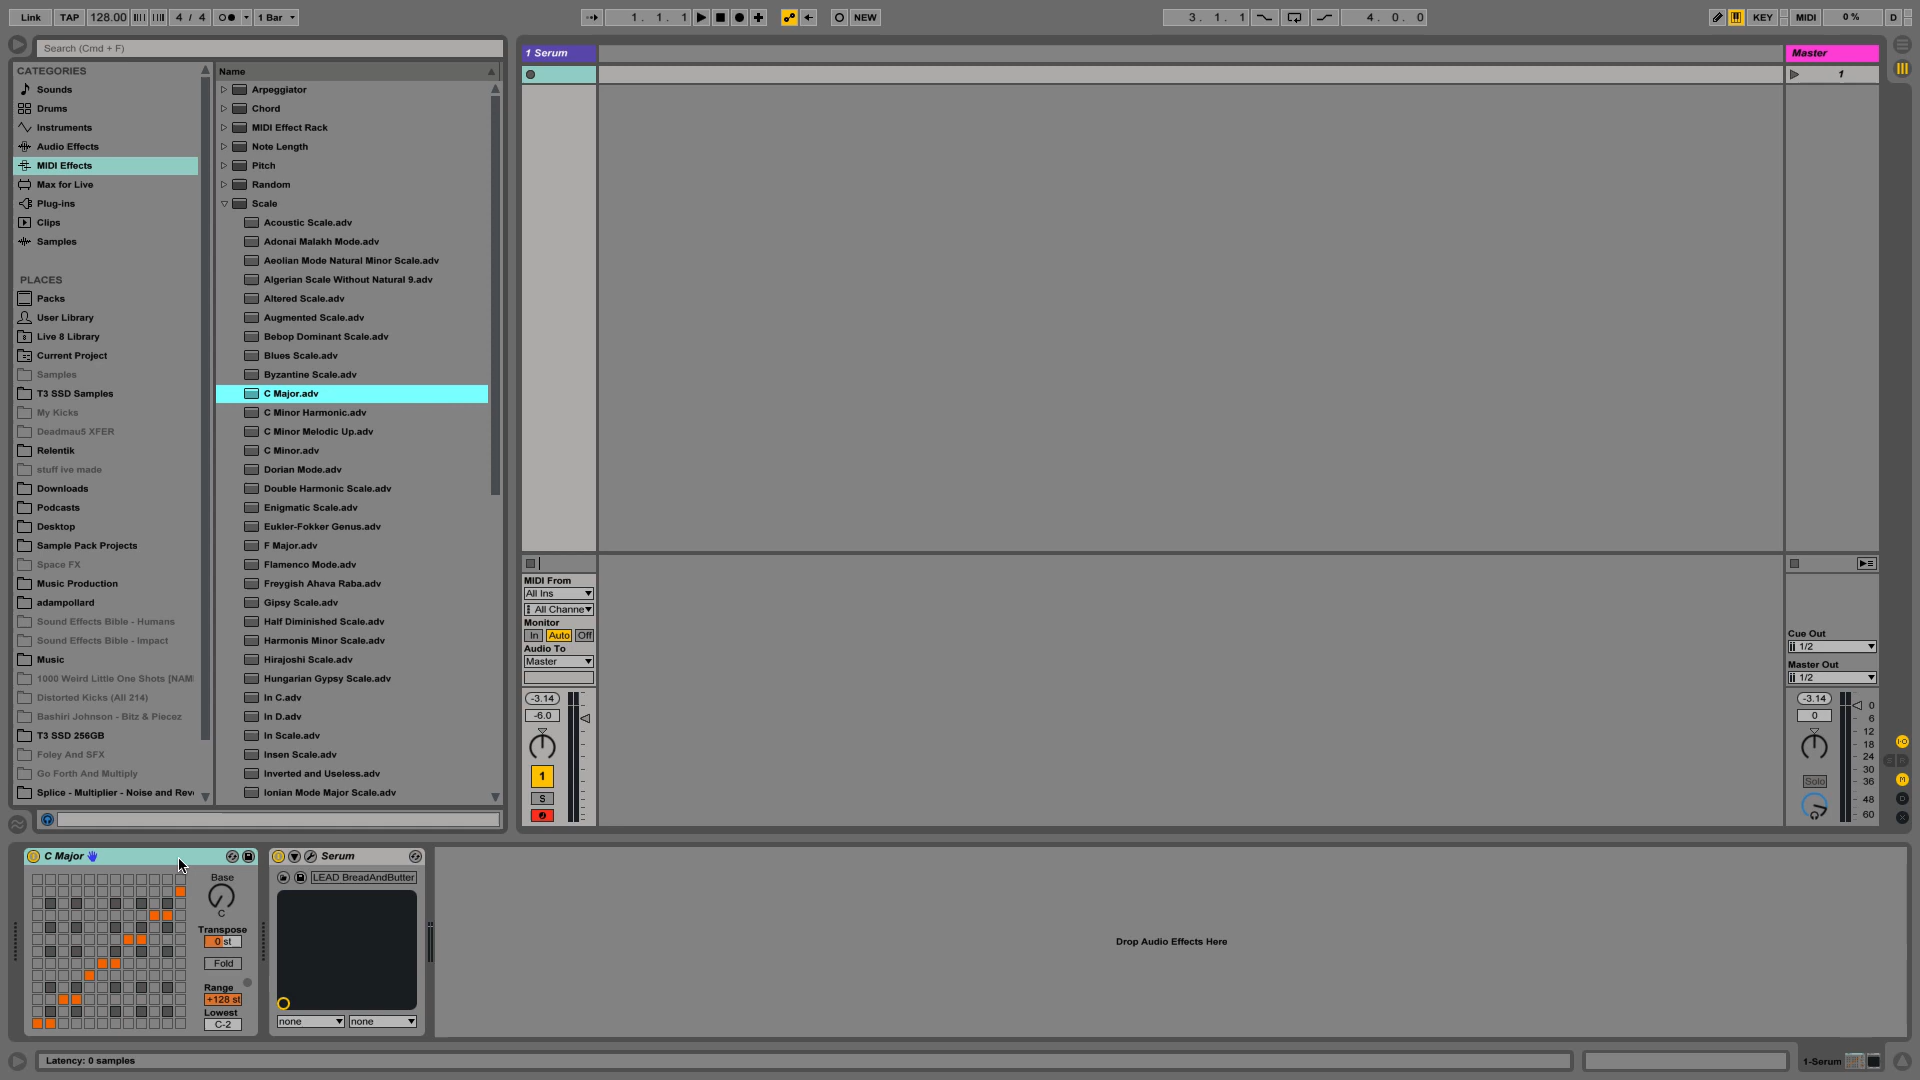 Link TAP 128.00 4 / 4 1 Bar 1. 1. 1 NEW 3. 1. 1 4. 0. 0 KEY MIDI 0 % D
Search (Cmd + F)
CATEGORIES
Sounds
Drums
Instruments
Audio Effects
MIDI Effects
Max for Live
Plug-ins
Clips
Samples
PLACES
Packs
User Library
Live 8 Library
Current Project
Samples
T3 SSD Samples
My Kicks
Deadmau5 XFER
Relentik
stuff ive made
Downloads
Podcasts
Desktop
Sample Pack Projects
Space FX
Music Production
adampollard
Sound Effects Bible - Humans
Sound Effects Bible - Impact
Music
1000 Weird Little One Shots [NAM
Distorted Kicks (All 214)
Bashiri Johnson - Bitz & Piecez
T3 SSD 256GB
Foley And SFX
Go Forth And Multiply
Splice - Multiplier - Noise and Reve
Name
Arpeggiator
Chord
MIDI Effect Rack
Note Length
Pitch
Random
Scale
Acoustic Scale.adv
Adonai Malakh Mode.adv
Aeolian Mode Natural Minor Scale.adv
Algerian Scale Without Natural 9.adv
Altered Scale.adv
Augmented Scale.adv
Bebop Dominant Scale.adv
Blues Scale.adv
Byzantine Scale.adv
C Major.adv
C Minor Harmonic.adv
C Minor Melodic Up.adv
C Minor.adv
Dorian Mode.adv
Double Harmonic Scale.adv
Enigmatic Scale.adv
Eukler-Fokker Genus.adv
F Major.adv
Flamenco Mode.adv
Freygish Ahava Raba.adv
Gipsy Scale.adv
Half Diminished Scale.adv
Harmonis Minor Scale.adv
Hirajoshi Scale.adv
Hungarian Gypsy Scale.adv
In C.adv
In D.adv
In Scale.adv
Insen Scale.adv
Inverted and Useless.adv
Ionian Mode Major Scale.adv
1 Serum
MIDI From
All Ins
All Channe
Monitor
In Auto Off
Audio To
Master
-3.14
-6.0
1
S
Master
1
Cue Out
1/2
Master Out
1/2
-3.14
0
Solo
0
6
12
18
24
30
36
48
60
C Major
Base
C
Transpose
0 st
Fold
Range
+128 st
Lowest
C-2
Serum
LEAD BreadAndButter
none none
Drop Audio Effects Here
Latency: 0 samples
1-Serum